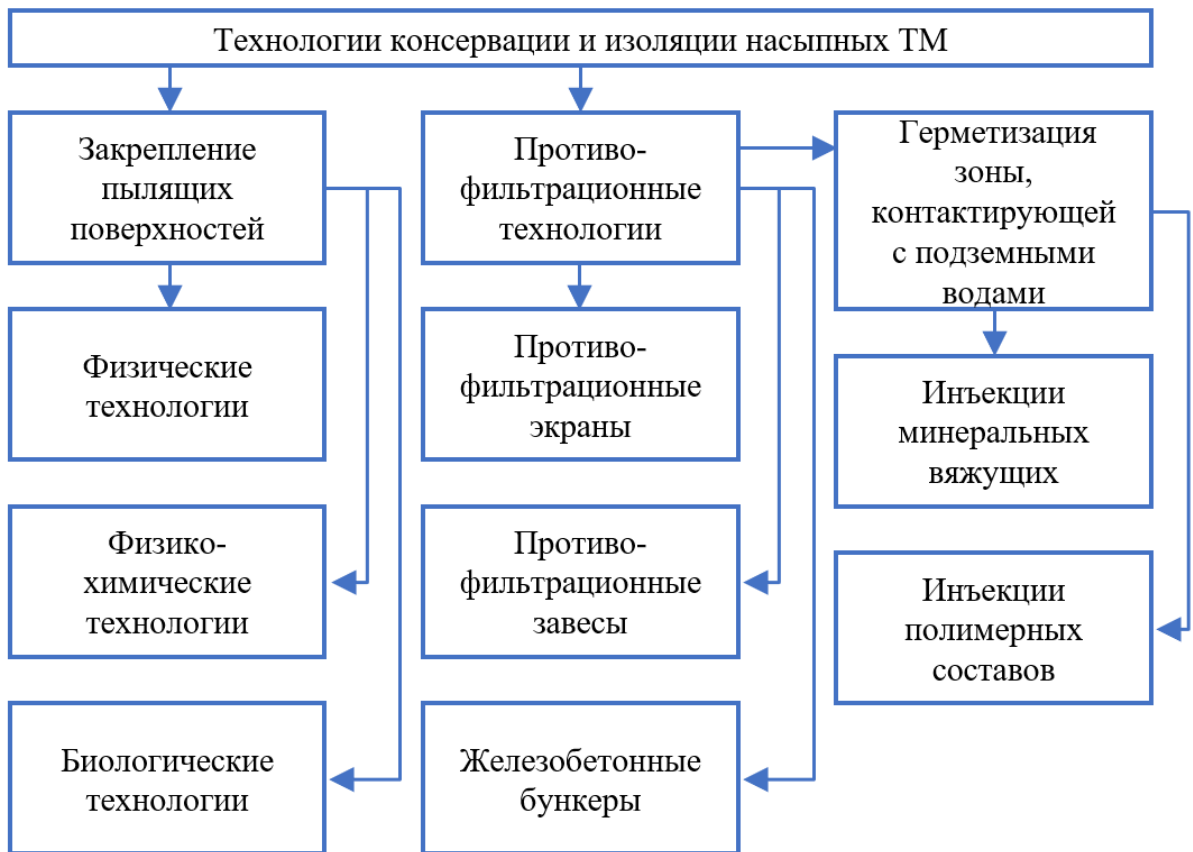 Технологии консервации и изоляции насыпных ТМ
Закрепление
пылящих
поверхностей
Противо-
фильтрационные
технологии
Герметизация
зоны,
контактирующей
с подземными
водами
Физические
технологии
Противо-
фильтрационные
экраны
Инъекции
минеральных
вяжущих
Физико-
химические
технологии
Противо-
фильтрационные
завесы
Инъекции
полимерных
составов
Биологические
технологии
Железобетонные
бункеры